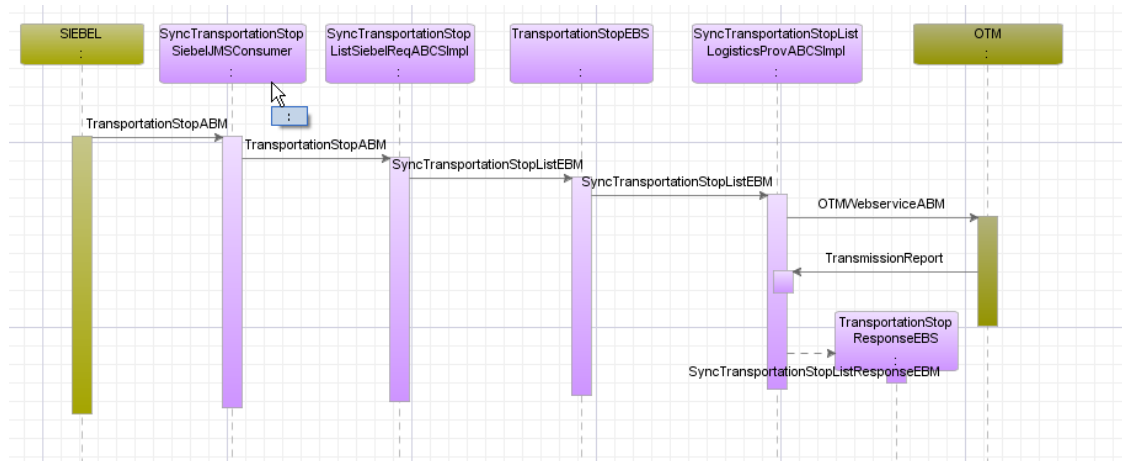 SIEBEL
:
SyncTransportationStop
SiebelJMSConsumer
:
SyncTransportationStop
ListSiebelReqABCSImpl
:
TransportationStopEBS
:
SyncTransportationStopList
LogisticsProvABCSImpl
:
OTM
:
:
TransportationStopABM
TransportationStopABM
SyncTransportationStopListEBM
SyncTransportationStopListEBM
OTMWebserviceABM
TransmissionReport
TransportationStop
ResponseEBS
:
SyncTransportationStopListResponseEBM